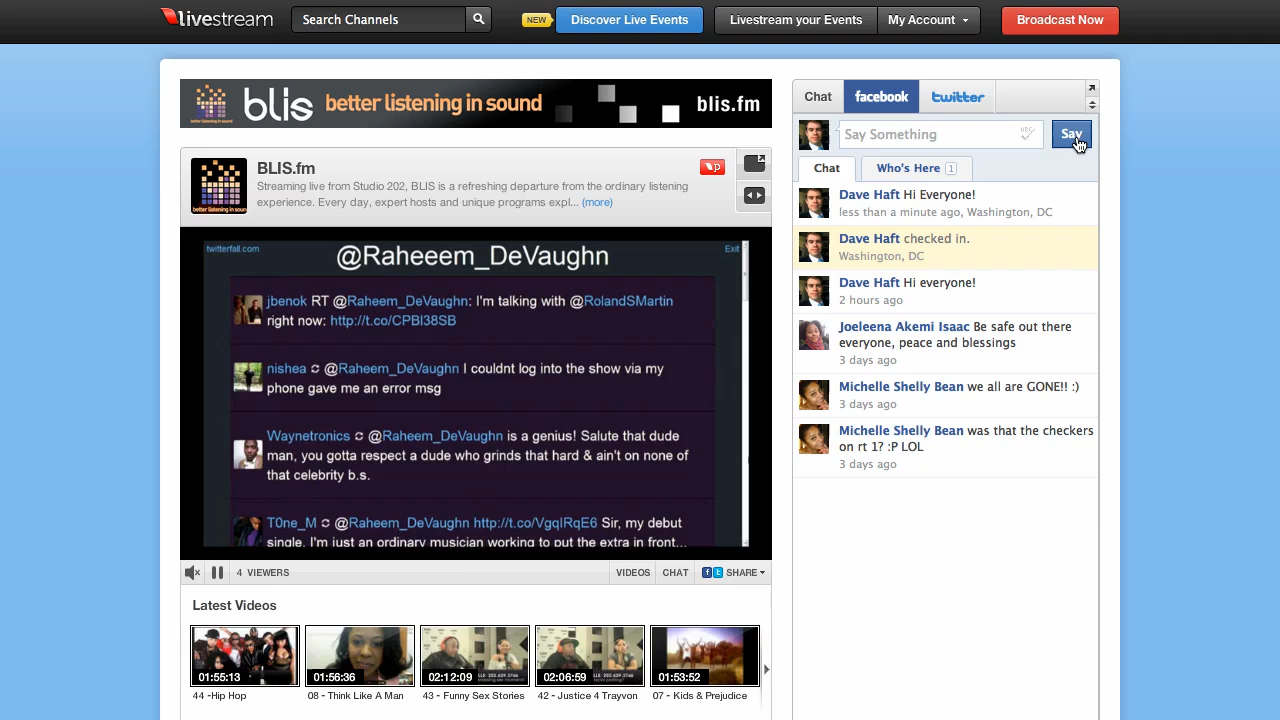 livestream
Search Channels
NEW
Discover Live Events
Livestream your Events
My Account
Broadcast Now
blis better listening in sound
blis.fm
BLIS.fm
Streaming live from Studio 202, BLIS is a refreshing departure from the ordinary listening
experience. Every day, expert hosts and unique programs expl... (more)
twitterfall.com
@Raheeem_DeVaughn
Exit
jbenok RT @Raheem_DeVaughn: I'm talking with @RolandSMartin
right now: http://t.co/CPBl38SB
nishea @Raheem_DeVaughn I couldnt log into the show via my
phone gave me an error msg
Waynetronics @Raheem_DeVaughn is a genius! Salute that dude
man, you gotta respect a dude who grinds that hard & ain't on none of
that celebrity b.s.
T0ne_M @Raheem_DeVaughn http://t.co/VgqIRqE6 Sir, my debut
single. I'm just an ordinary musician working to put the extra in front...
4 VIEWERS
VIDEOS
CHAT
SHARE
Latest Videos
01:55:13
01:56:36
02:12:09
02:06:59
01:53:52
44 -Hip Hop
08 - Think Like A Man
43 - Funny Sex Stories
42 - Justice 4 Trayvon
07 - Kids & Prejudice
Chat
facebook
twitter
Say Something
ABC
Say
Chat
Who's Here 1
Dave Haft Hi Everyone!
less than a minute ago, Washington, DC
Dave Haft checked in.
Washington, DC
Dave Haft Hi everyone!
2 hours ago
Joeleena Akemi Isaac Be safe out there
everyone, peace and blessings
3 days ago
Michelle Shelly Bean we all are GONE!! :)
3 days ago
Michelle Shelly Bean was that the checkers
on rt 1? :P LOL
3 days ago